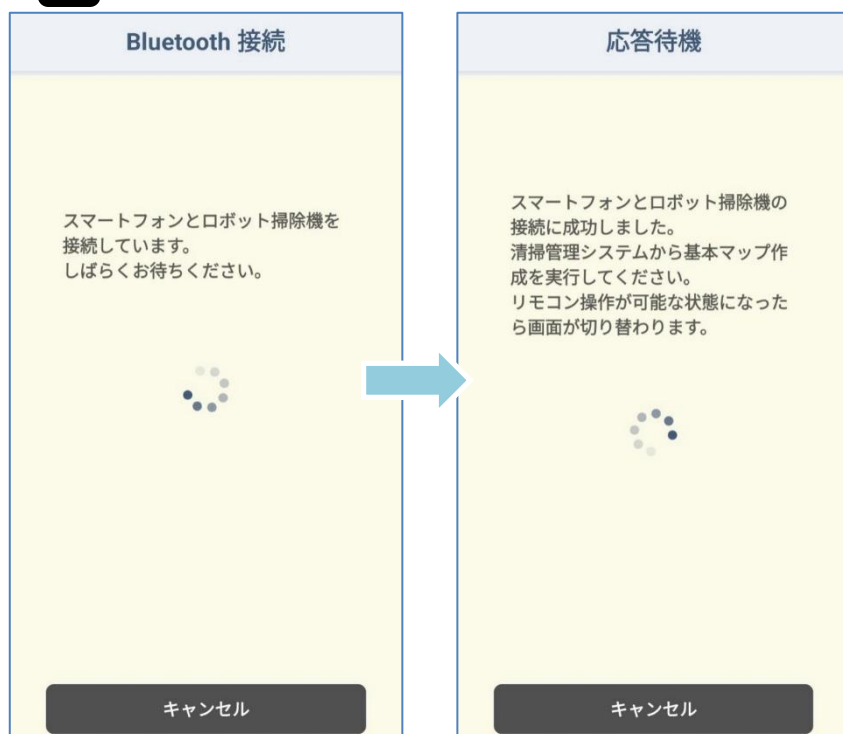 Bluetooth 接続
スマートフォンとロボット掃除機を
接続しています。
しばらくお待ちください。
キャンセル
応答待機
スマートフォンとロボット掃除機の
接続に成功しました。
清掃管理システムから基本マップ作
成を実行してください。
リモコン操作が可能な状態になった
ら画面が切り替わります。
キャンセル